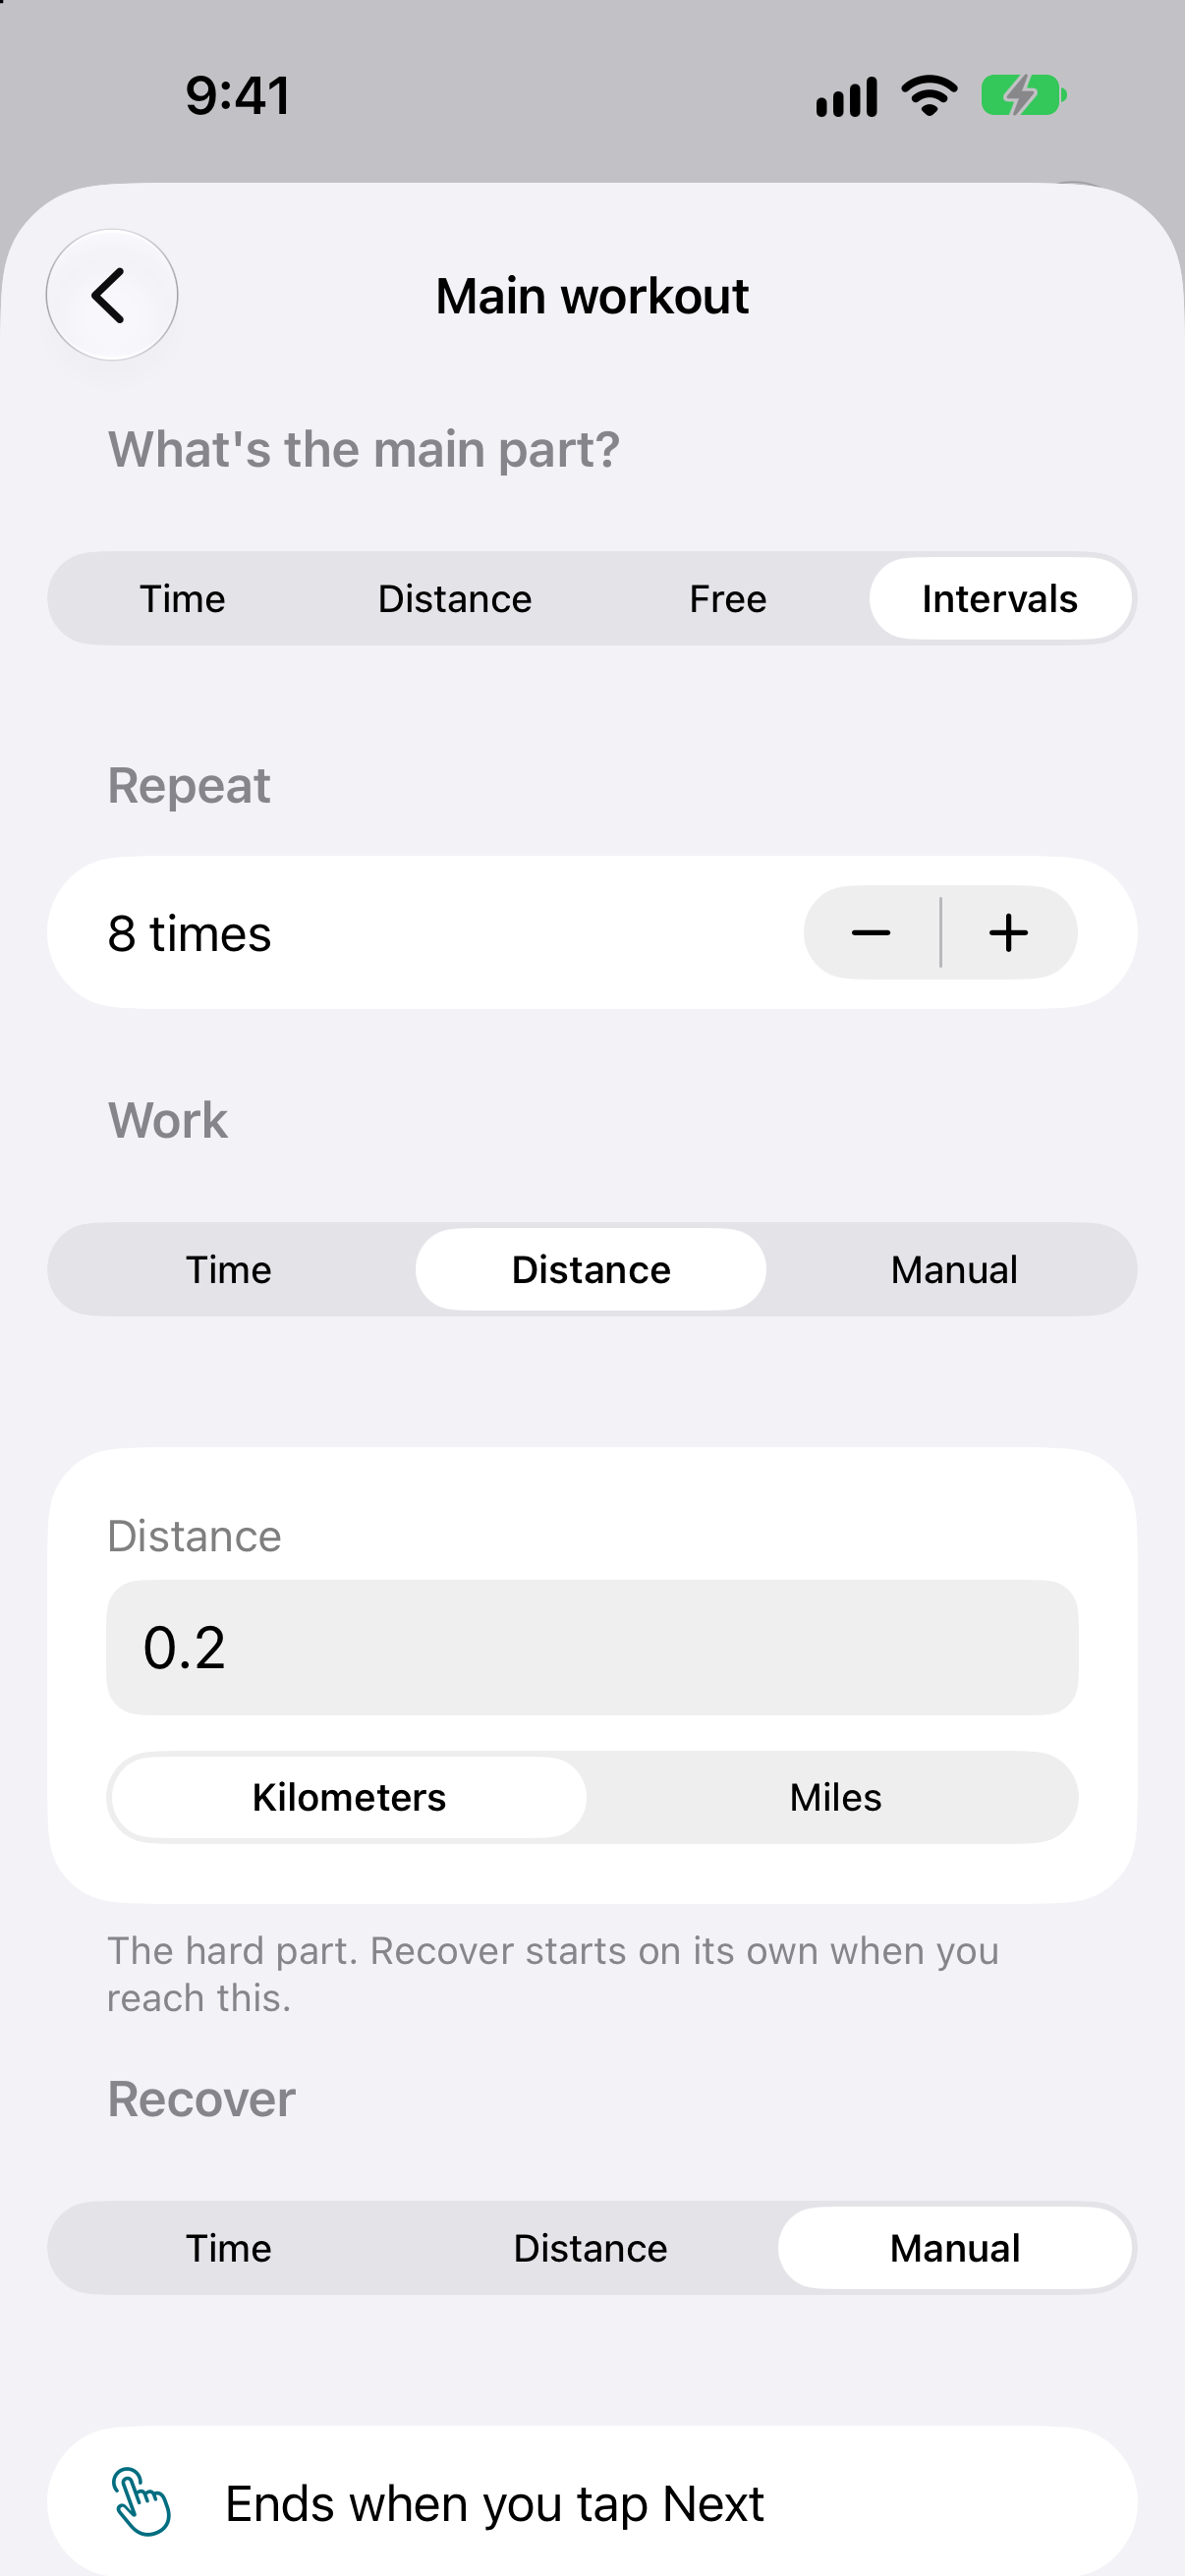 9:41
Main workout
What's the main part?
Time Distance Free Intervals
Repeat
8 times
Work
Time Distance Manual
Distance
0.2
Kilometers Miles
The hard part. Recover starts on its own when you
reach this.
Recover
Time Distance Manual
Ends when you tap Next